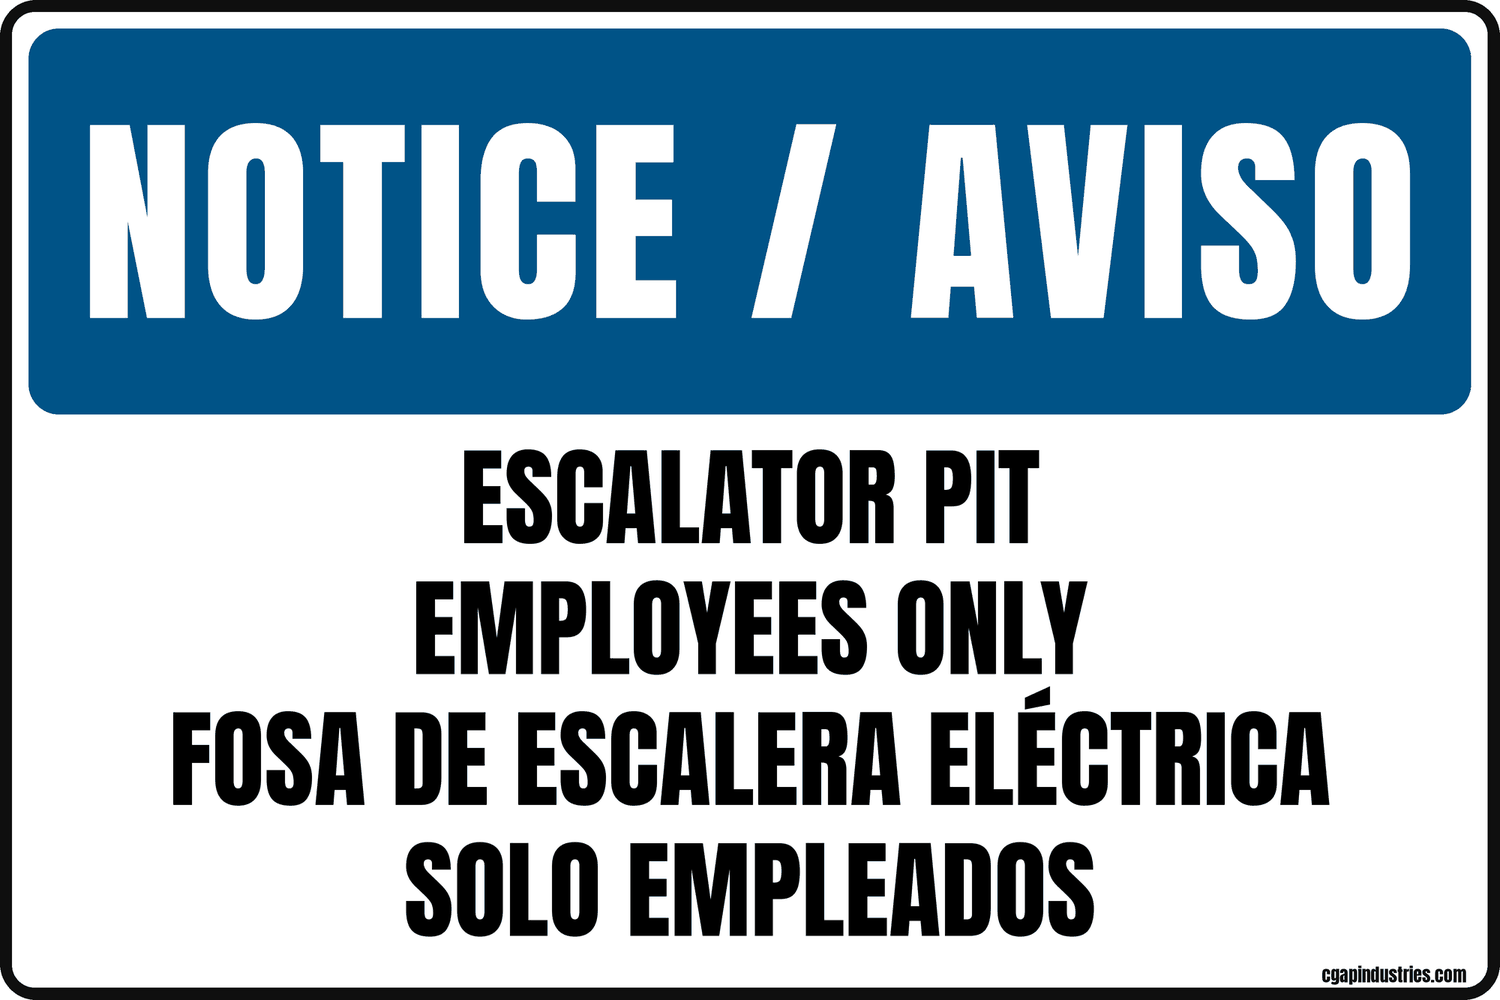 NOTICE / AVISO
ESCALATOR PIT
EMPLOYEES ONLY
FOSA DE ESCALERA ELÉCTRICA
SOLO EMPLEADOS
cgapindustries.com